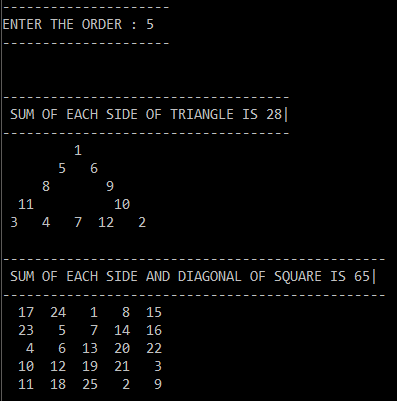 ---------------------
ENTER THE ORDER : 5
---------------------
------------------------------------
SUM OF EACH SIDE OF TRIANGLE IS 28|
------------------------------------
1
5 6
8 9
11 10
3 4 7 12 2
------------------------------------------------
SUM OF EACH SIDE AND DIAGONAL OF SQUARE IS 65|
------------------------------------------------
17 24 1 8 15
23 5 7 14 16
4 6 13 20 22
10 12 19 21 3
11 18 25 2 9